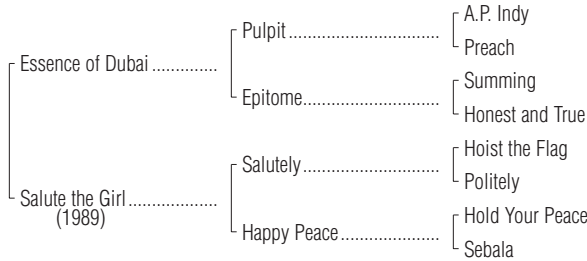 A.P. Indy
Pulpit
Preach
Essence of Dubai
Summing
Epitome
Honest and True
Hoist the Flag
Salutely
Politely
Salute the Girl
(1989)
Hold Your Peace
Happy Peace
Sebala